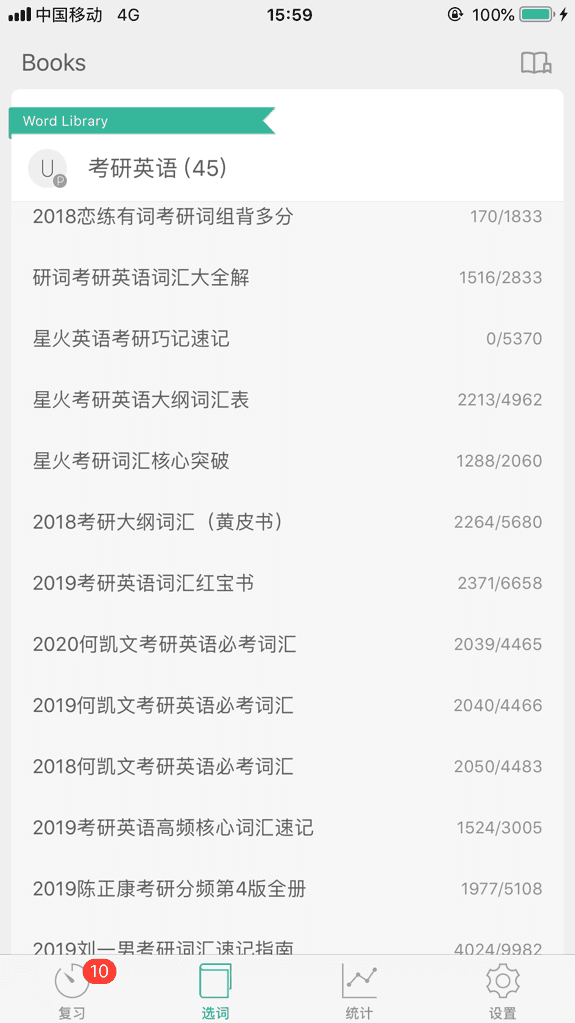 中国移动 4G 15:59 100%
Books
Word Library
U P 考研英语 (45)
2018恋练有词考研词组背多分 170/1833
研词考研英语词汇大全解 1516/2833
星火英语考研巧记速记 0/5370
星火考研英语大纲词汇表 2213/4962
星火考研词汇核心突破 1288/2060
2018考研大纲词汇（黄皮书） 2264/5680
2019考研英语词汇红宝书 2371/6658
2020何凯文考研英语必考词汇 2039/4465
2019何凯文考研英语必考词汇 2040/4466
2018何凯文考研英语必考词汇 2050/4483
2019考研英语高频核心词汇速记 1524/3005
2019陈正康考研分频第4版全册 1977/5108
2019刘一男考研词汇速记指南 4024/9982
10
复习 选词 统计 设置